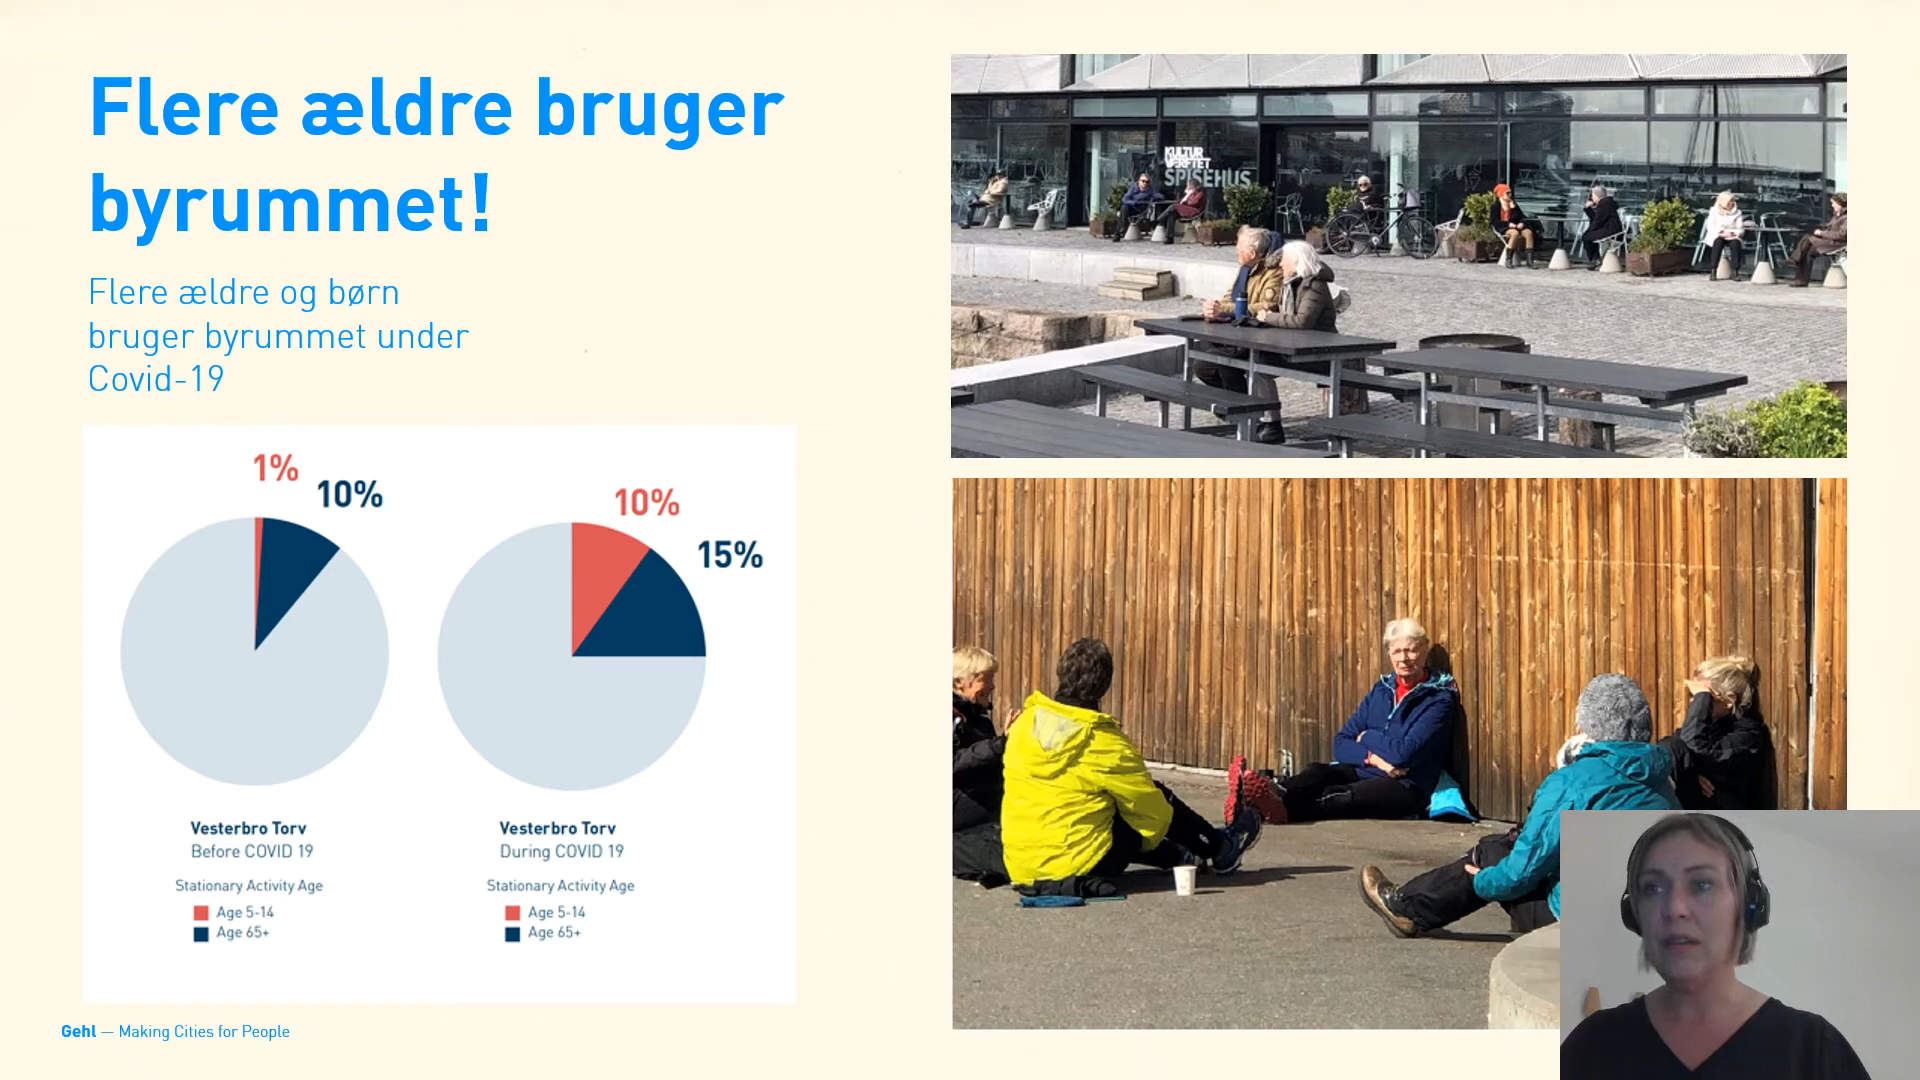 Flere ældre bruger
byrummet!
Flere ældre og børn
bruger byrummet under
Covid-19
1%
10%
10%
15%
Vesterbro Torv
Before COVID 19
Stationary Activity Age
Age 5-14
Age 65+
Vesterbro Torv
During COVID 19
Stationary Activity Age
Age 5-14
Age 65+
Gehl — Making Cities for People
KULTUR
VÆRFTET
SPISEHUS